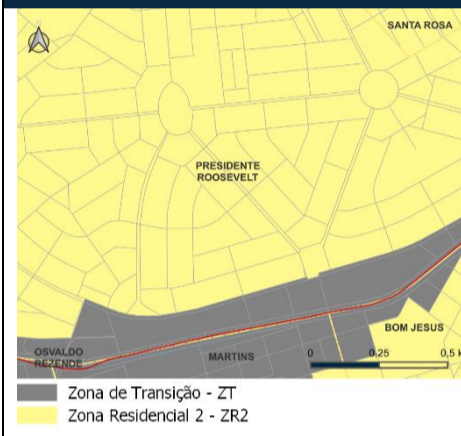 SANTA ROSA
PRESIDENTE
ROOSEVELT
BOM JESUS
OSVALDO
REZENDE
MARTINS
0 0,25 0,5 k
Zona de Transição - ZT
Zona Residencial 2 - ZR2